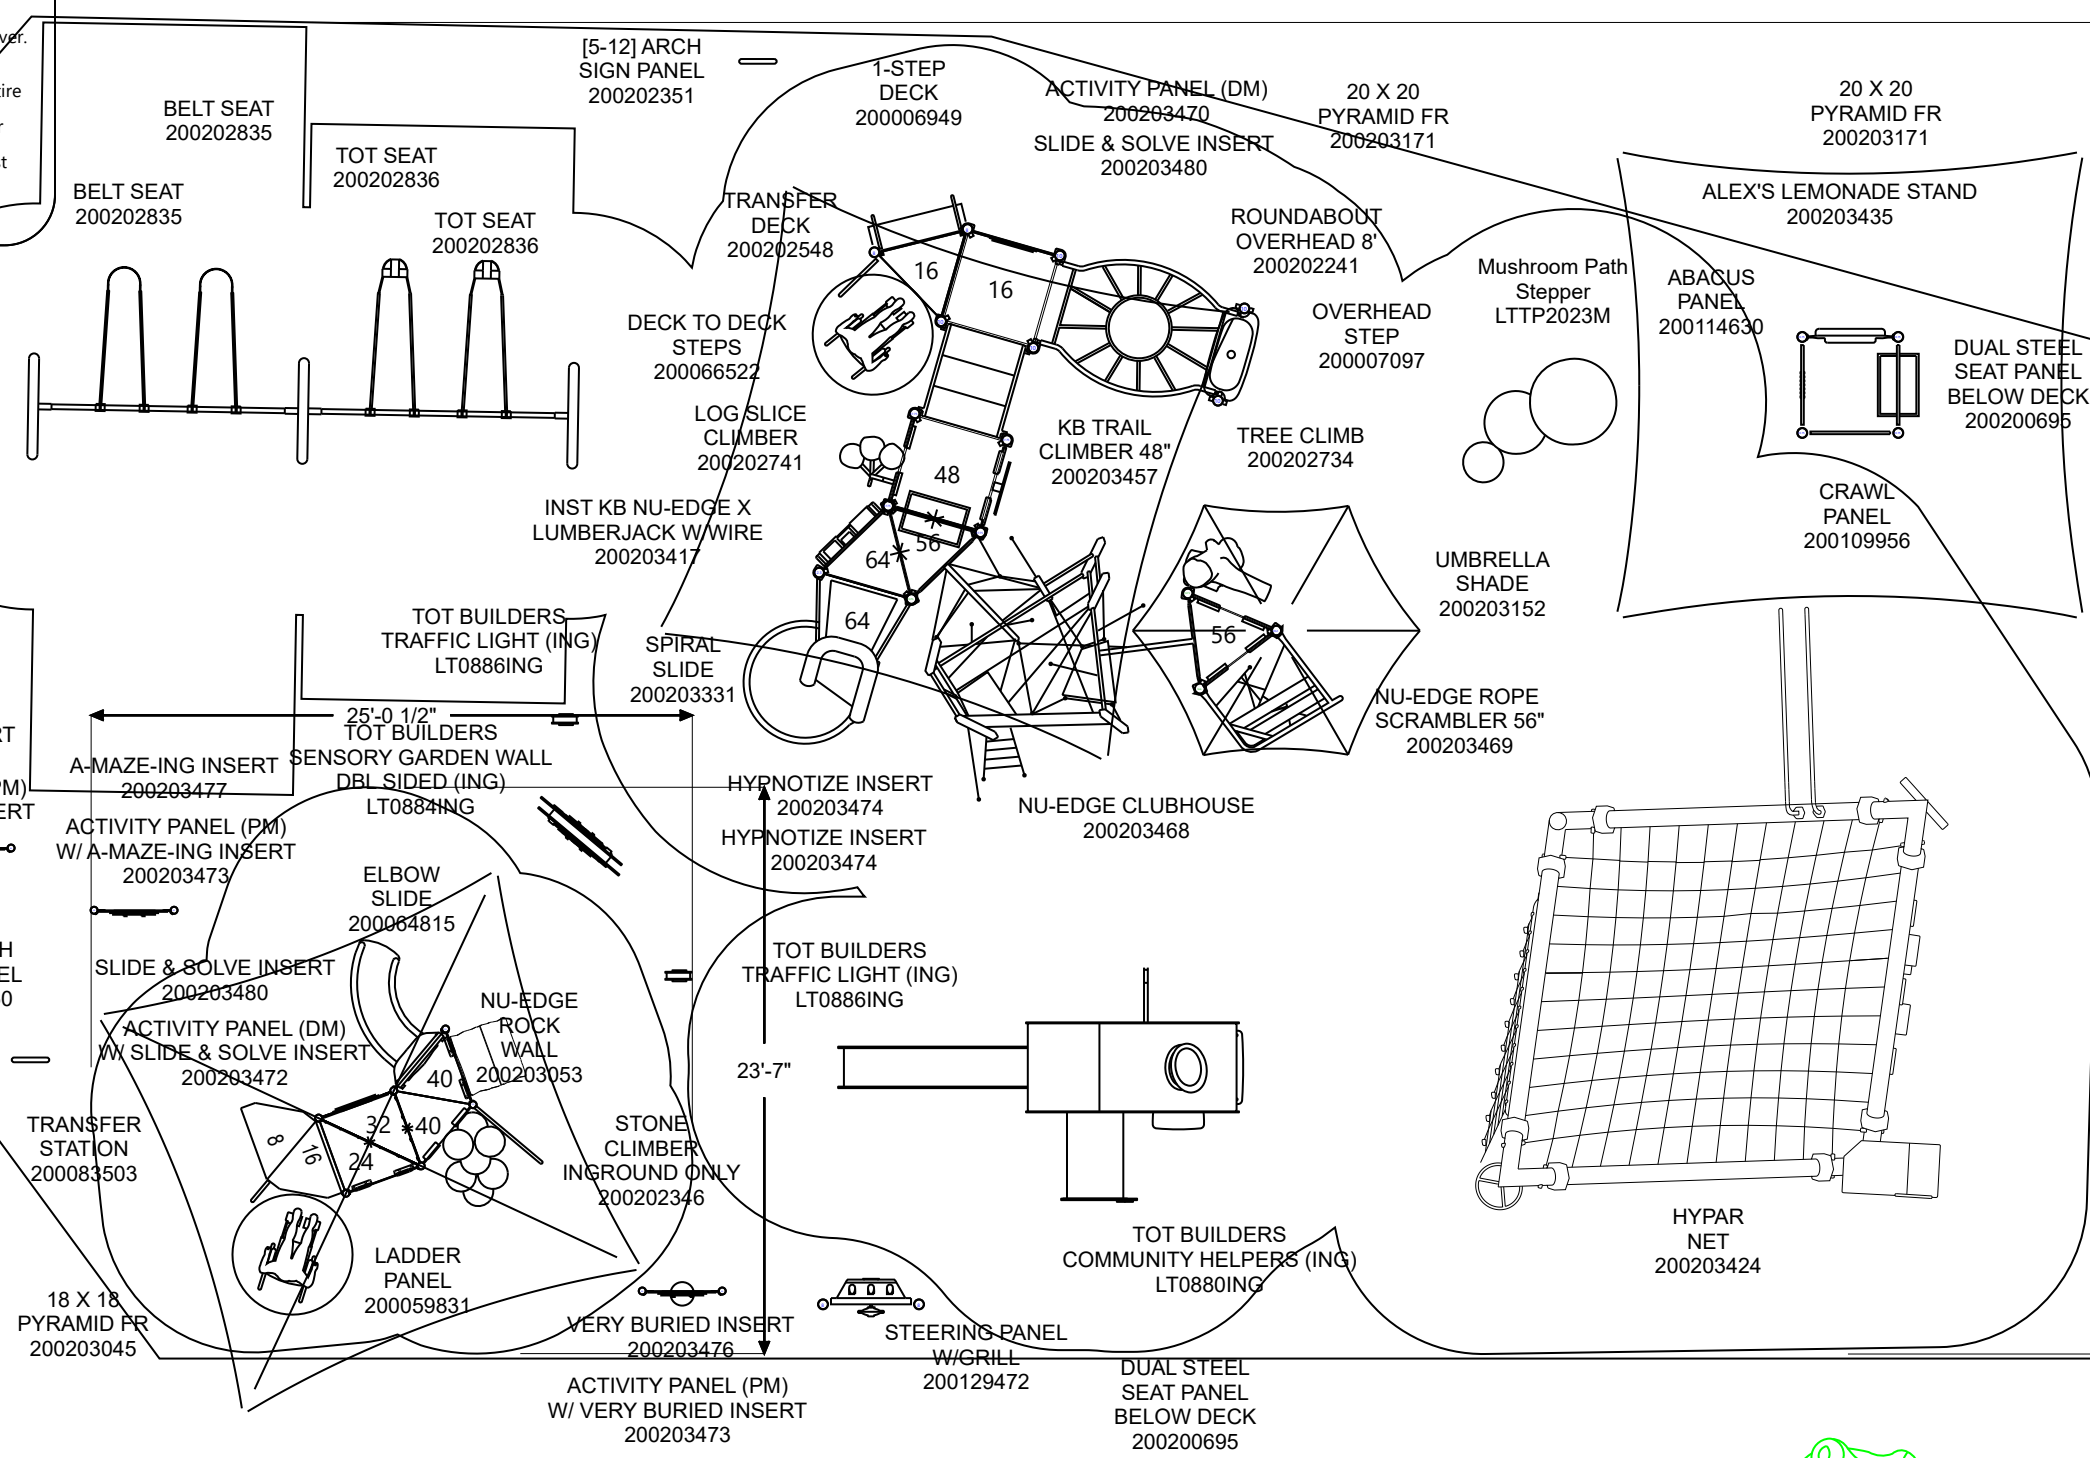 ver.
tire
r
st
BELT SEAT
200202835
BELT SEAT
200202835
TOT SEAT
200202836
TOT SEAT
200202836
[5-12] ARCH
SIGN PANEL
200202351
1-STEP
DECK
200006949
ACTIVITY PANEL (DM)
200203470
SLIDE & SOLVE INSERT
200203480
20 X 20
PYRAMID FR
200203171
20 X 20
PYRAMID FR
200203171
ALEX'S LEMONADE STAND
200203435
TRANSFER
DECK
200202548
ROUNDABOUT
OVERHEAD 8'
200202241
Mushroom Path
Stepper
LTTP2023M
ABACUS
PANEL
200114630
16
16
DECK TO DECK
STEPS
200066522
OVERHEAD
STEP
200007097
DUAL STEEL
SEAT PANEL
BELOW DECK
200200695
LOG SLICE
CLIMBER
200202741
KB TRAIL
CLIMBER 48"
200203457
TREE CLIMB
200202734
48
CRAWL
PANEL
200109956
INST KB NU-EDGE X
LUMBERJACK W/WIRE
200203417
56
64
64
56
UMBRELLA
SHADE
200203152
TOT BUILDERS
TRAFFIC LIGHT (ING)
LT0886ING
SPIRAL
SLIDE
200203331
NU-EDGE ROPE
SCRAMBLER 56"
200203469
25'-0 1/2"
TOT BUILDERS
SENSORY GARDEN WALL
DBL SIDED (ING)
LT0884ING
RT
PM)
ERT
A-MAZE-ING INSERT
200203477
HYPNOTIZE INSERT
200203474
HYPNOTIZE INSERT
200203474
NU-EDGE CLUBHOUSE
200203468
ACTIVITY PANEL (PM)
W/ A-MAZE-ING INSERT
200203473
ELBOW
SLIDE
200064815
H
EL
0
SLIDE & SOLVE INSERT
200203480
TOT BUILDERS
TRAFFIC LIGHT (ING)
LT0886ING
NU-EDGE
ROCK
WALL
200203053
ACTIVITY PANEL (DM)
W/ SLIDE & SOLVE INSERT
200203472
23'-7"
40
32
40
24
16
8
TRANSFER
STATION
200083503
STONE
CLIMBER
INGROUND ONLY
200202346
TOT BUILDERS
COMMUNITY HELPERS (ING)
LT0880ING
HYPAR
NET
200203424
LADDER
PANEL
200059831
18 X 18
PYRAMID FR
200203045
VERY BURIED INSERT
200203476
STEERING PANEL
W/GRILL
200129472
ACTIVITY PANEL (PM)
W/ VERY BURIED INSERT
200203473
DUAL STEEL
SEAT PANEL
BELOW DECK
200200695